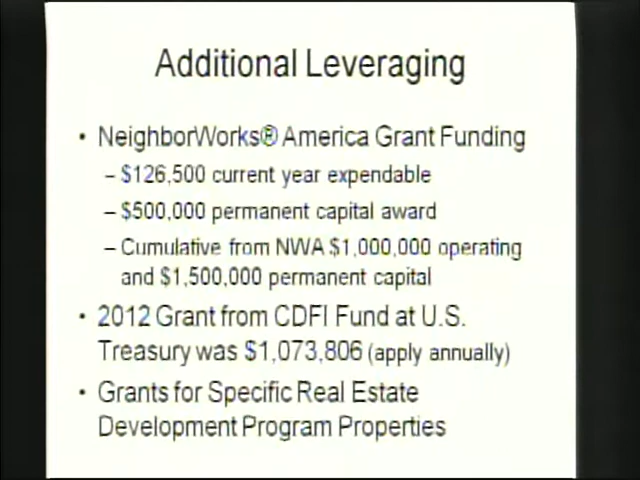 Additional Leveraging
• NeighborWorks® America Grant Funding
– $126,500 current year expendable
– $500,000 permanent capital award
– Cumulative from NWA $1,000,000 operating
and $1,500,000 permanent capital
• 2012 Grant from CDFI Fund at U.S.
Treasury was $1,073,806 (apply annually)
• Grants for Specific Real Estate
Development Program Properties